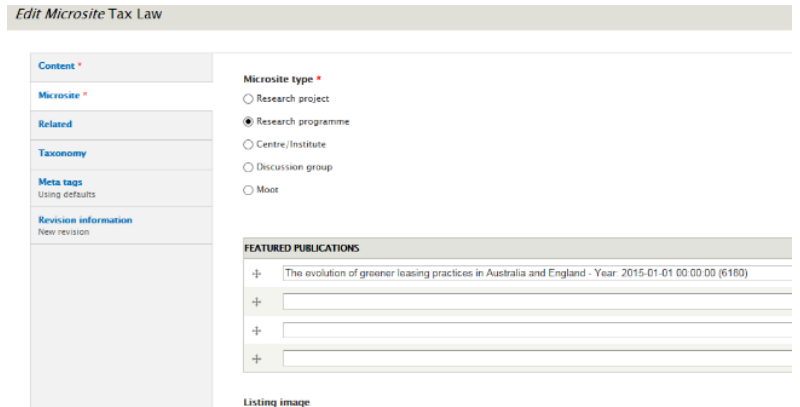 Edit Microsite Tax Law
Content *
Microsite *
Related
Taxonomy
Meta tags
Using defaults
Revision information
New revision
Microsite type *
Research project
Research programme
Centre/Institute
Discussion group
Moot
FEATURED PUBLICATIONS
The evolution of greener leasing practices in Australia and England - Year: 2015-01-01 00:00:00 (6180)
Listing image